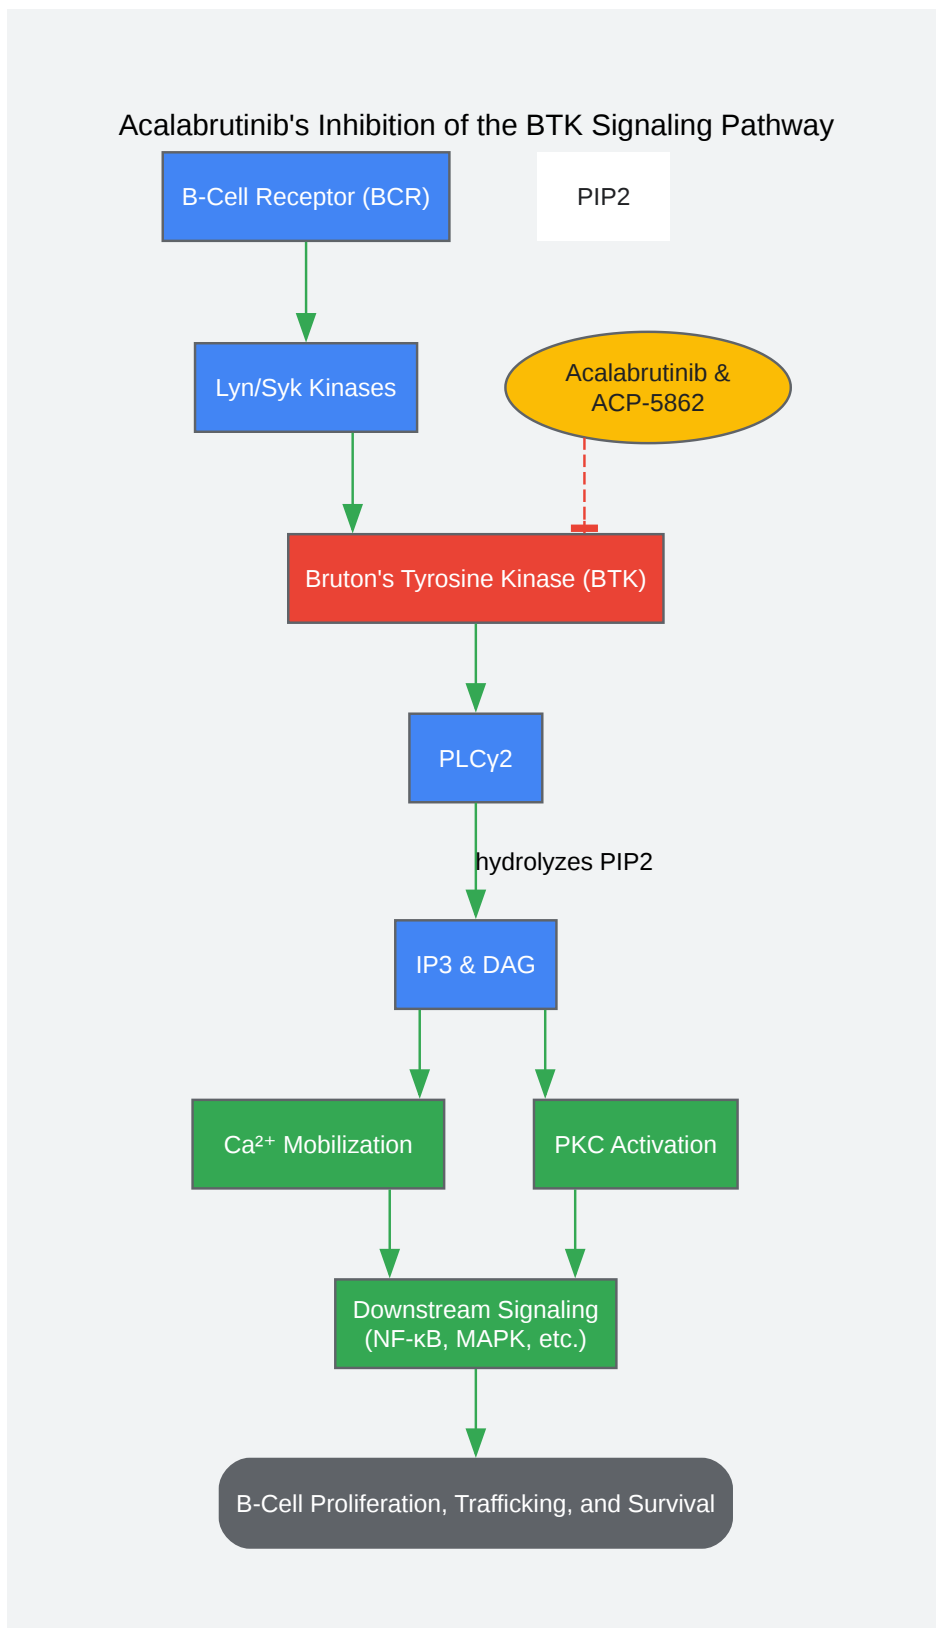 Acalabrutinib's Inhibition of the BTK Signaling Pathway
B-Cell Receptor (BCR)
PIP2
Lyn/Syk Kinases
Acalabrutinib &
ACP-5862
Bruton's Tyrosine Kinase (BTK)
PLCγ2
hydrolyzes PIP2
IP3 & DAG
Ca²⁺ Mobilization
PKC Activation
Downstream Signaling
(NF-κB, MAPK, etc.)
B-Cell Proliferation, Trafficking, and Survival